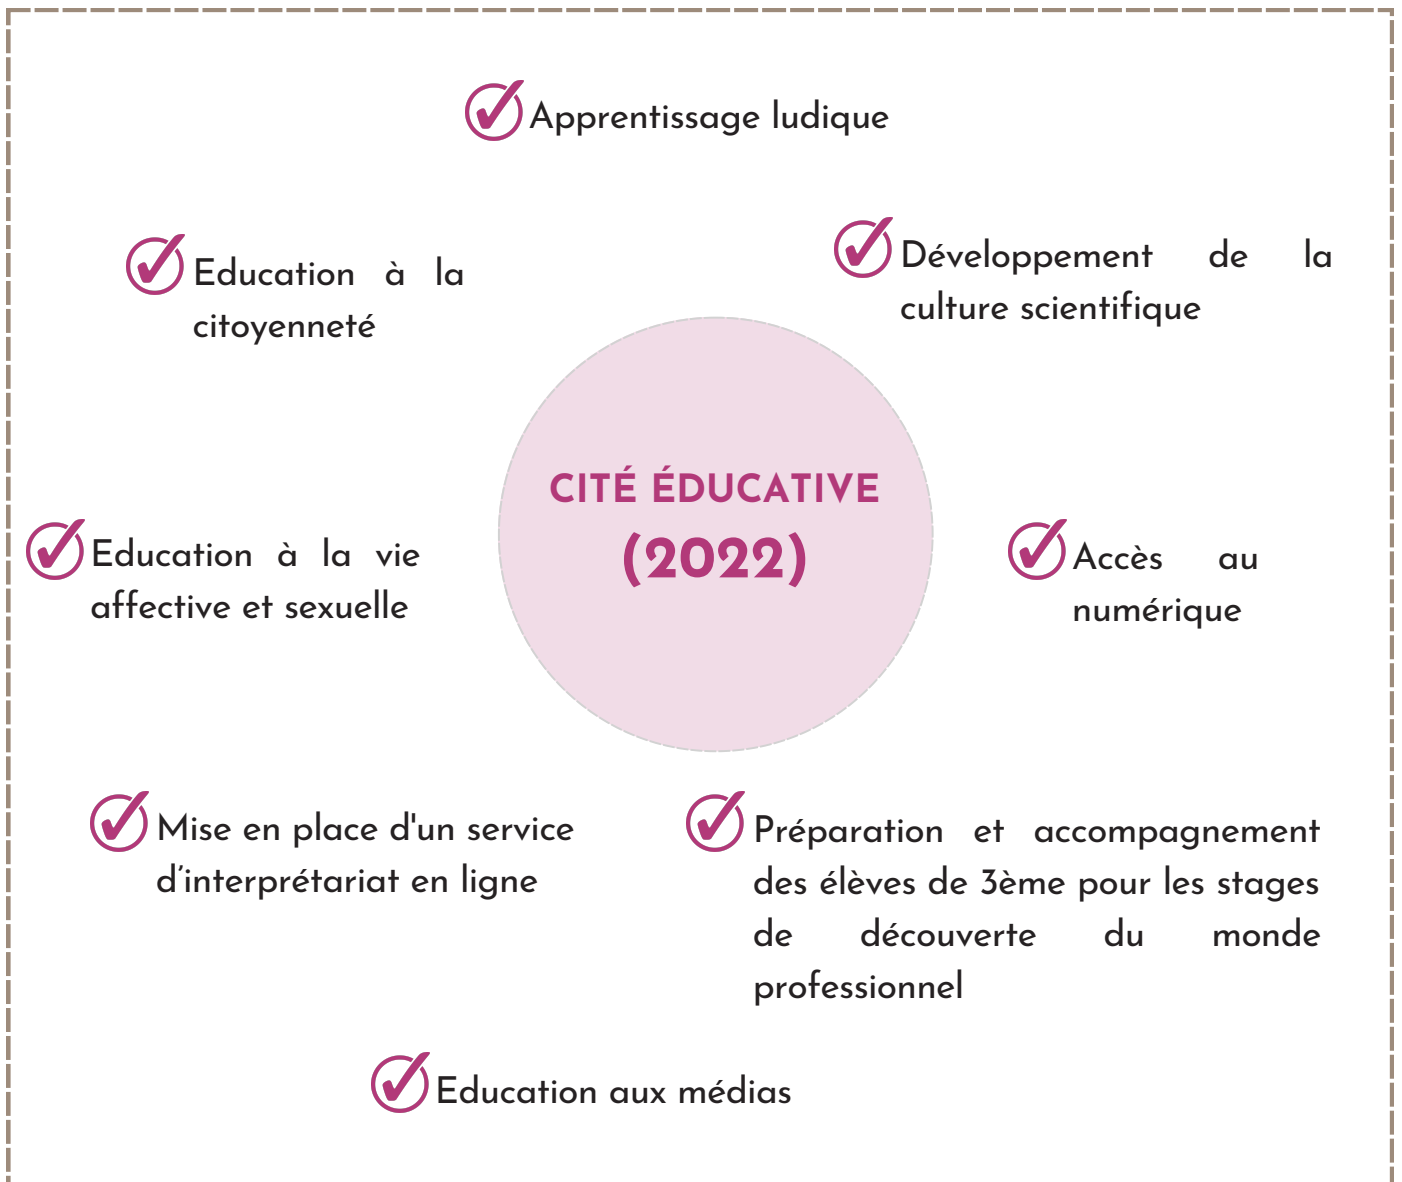 Apprentissage ludique
Education à la
citoyenneté
Développement de la
culture scientifique
CITÉ ÉDUCATIVE
(2022)
Education à la vie
affective et sexuelle
Accès au
numérique
Mise en place d'un service
d’interprétariat en ligne
Préparation et accompagnement
des élèves de 3ème pour les stages
de découverte du monde
professionnel
Education aux médias